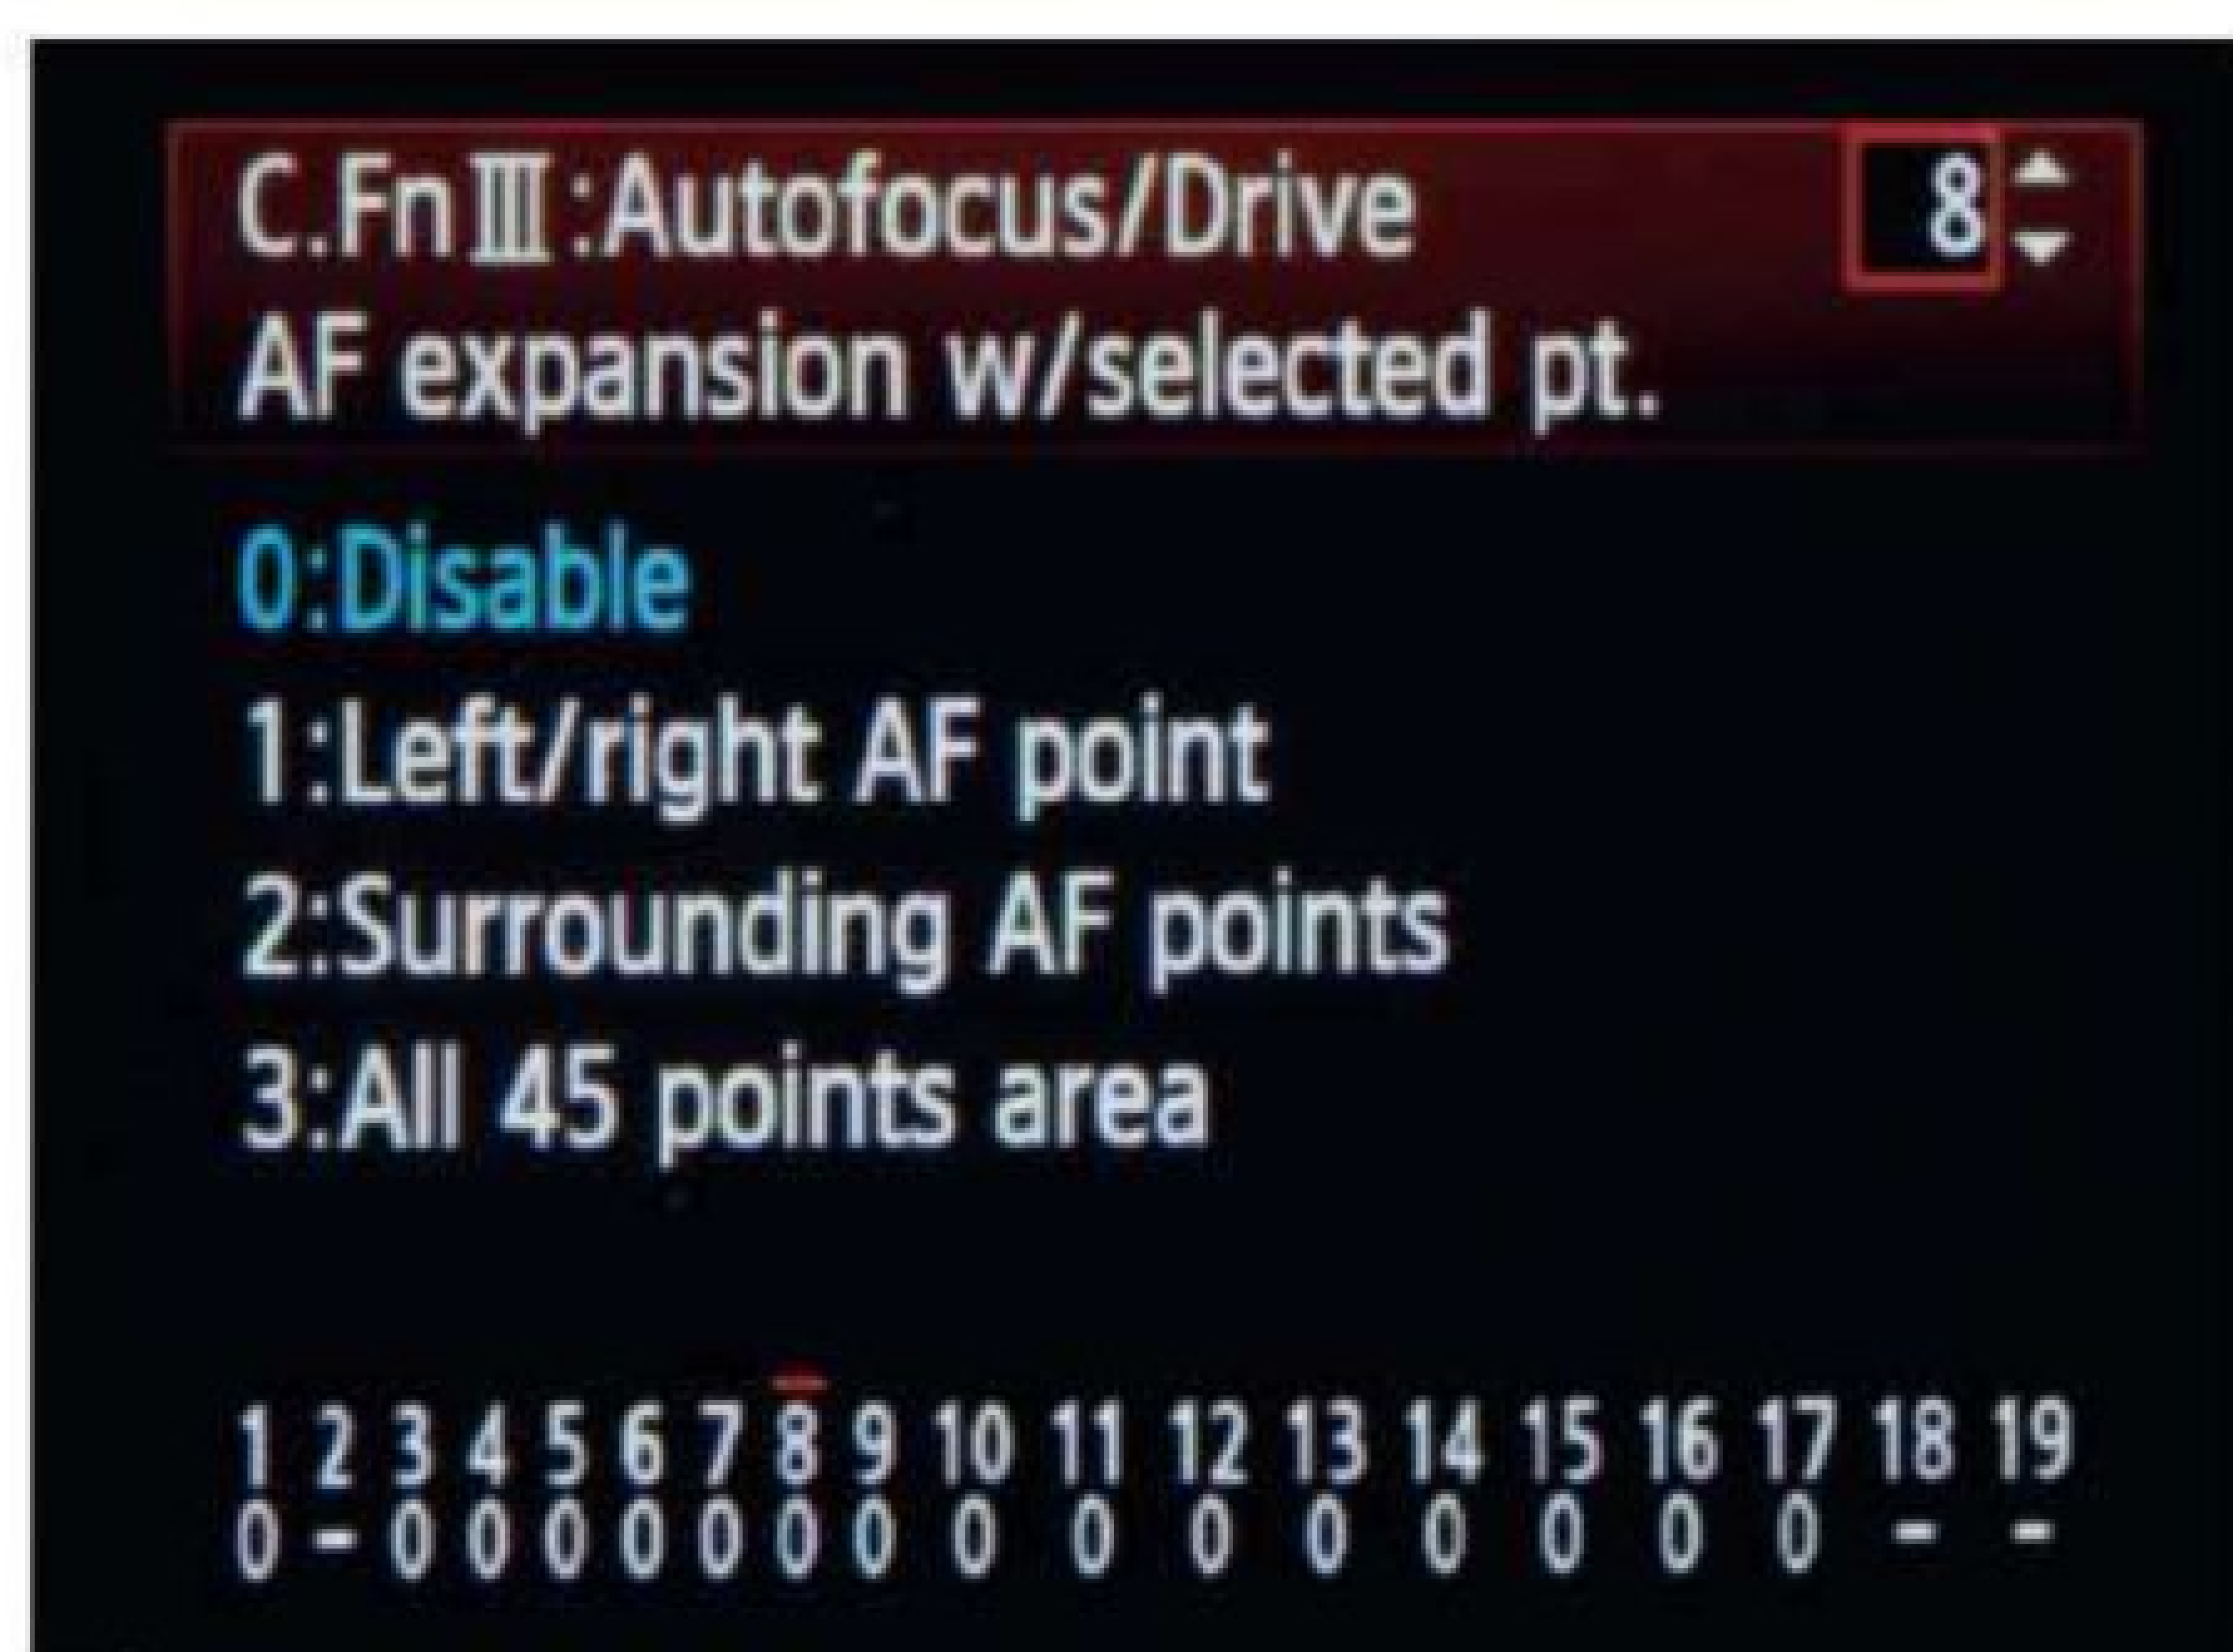 C.FnⅢ:Autofocus/Drive 8
AF expansion w/selected pt.
0:Disable
1:Left/right AF point
2:Surrounding AF points
3:All 45 points area
1 2 3 4 5 6 7 8 9 10 11 12 13 14 15 16 17 18 19
0 - 0 0 0 0 0 0 0 0 0 0 0 0 0 0 0 - -